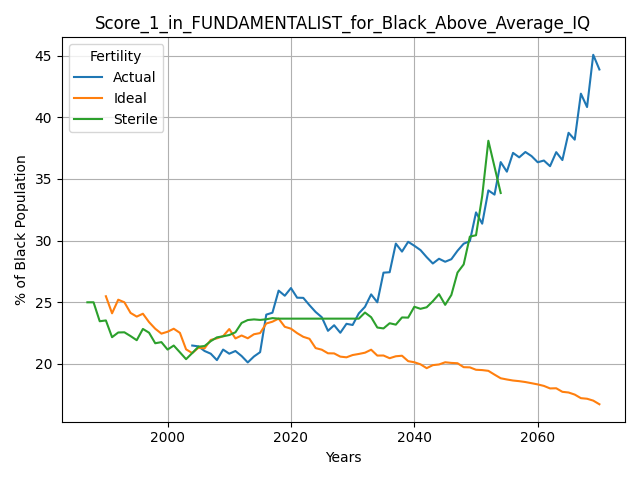 Score_1_in_FUNDAMENTALIST_for_Black_Above_Average_IQ
Fertility
Actual
Ideal
Sterile
% of Black Population
45
40
35
30
25
20
2000
2020
2040
2060
Years